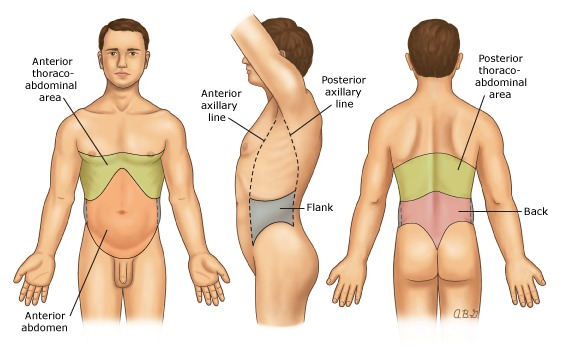 Anterior
thoraco-
abdominal
area
Anterior
abdomen
Anterior
axillary
line
Posterior
axillary
line
Flank
Posterior
thoraco-
abdominal
area
Back